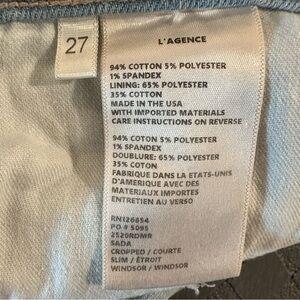 27
L'AGENCE
94% COTTON 5% POLYESTER
1% SPANDEX
LINING: 65% POLYESTER
35% COTTON
MADE IN THE USA
WITH IMPORTED MATERIALS
CARE INSTRUCTIONS ON REVERSE
94% COTON 5% POLYESTER
1% SPANDEX
DOUBLURE: 65% POLYESTER
35% COTON
FABRIQUE DANS LA ETATS-UNIS
D'AMERIQUE AVEC DES
MATERIAUX IMPORTES
ENTRETIEN AU VERSO
RN126654
PO # 5095
2520RDMR
SADA
CROPPED / COURTE
SLIM / ÉTROIT
WINDSOR / WINDSOR